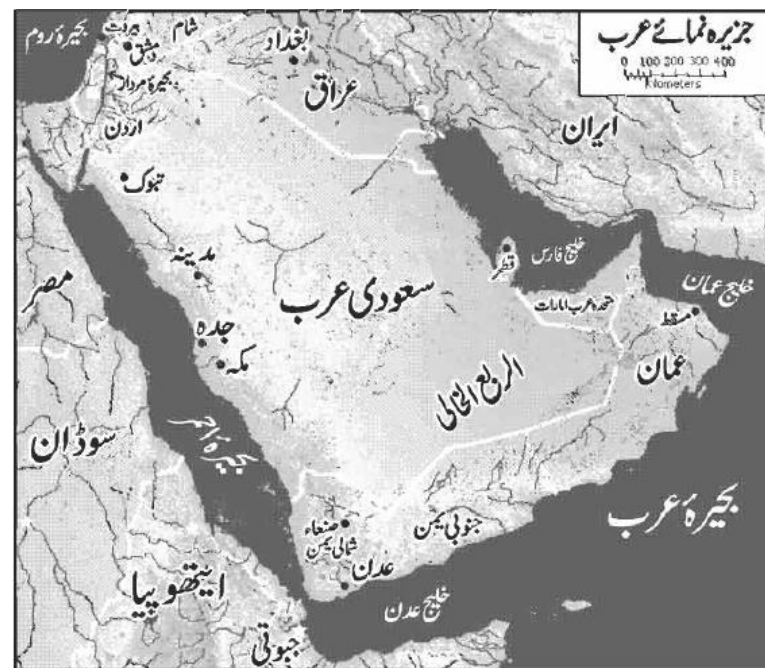 جزیرہ نمائے عرب
0 100 200 300 400
kilometers
بحیرۂ روم
بیروت
شام
دمشق
بغداد
بحیرۂ مردار
عراق
ایران
اردن
تبوک
مدینہ
قطر
خلیج فارس
خلیج عمان
مصر
سعودی عرب
متحدہ عرب امارات
مسقط
جدہ
مکہ
عمان
الربع الخالی
سوڈان
بحیرۂ احمر
بحیرۂ عرب
صنعاء
شمالی یمن
جنوبی یمن
عدن
ایتھوپیا
خلیج عدن
جبوتی